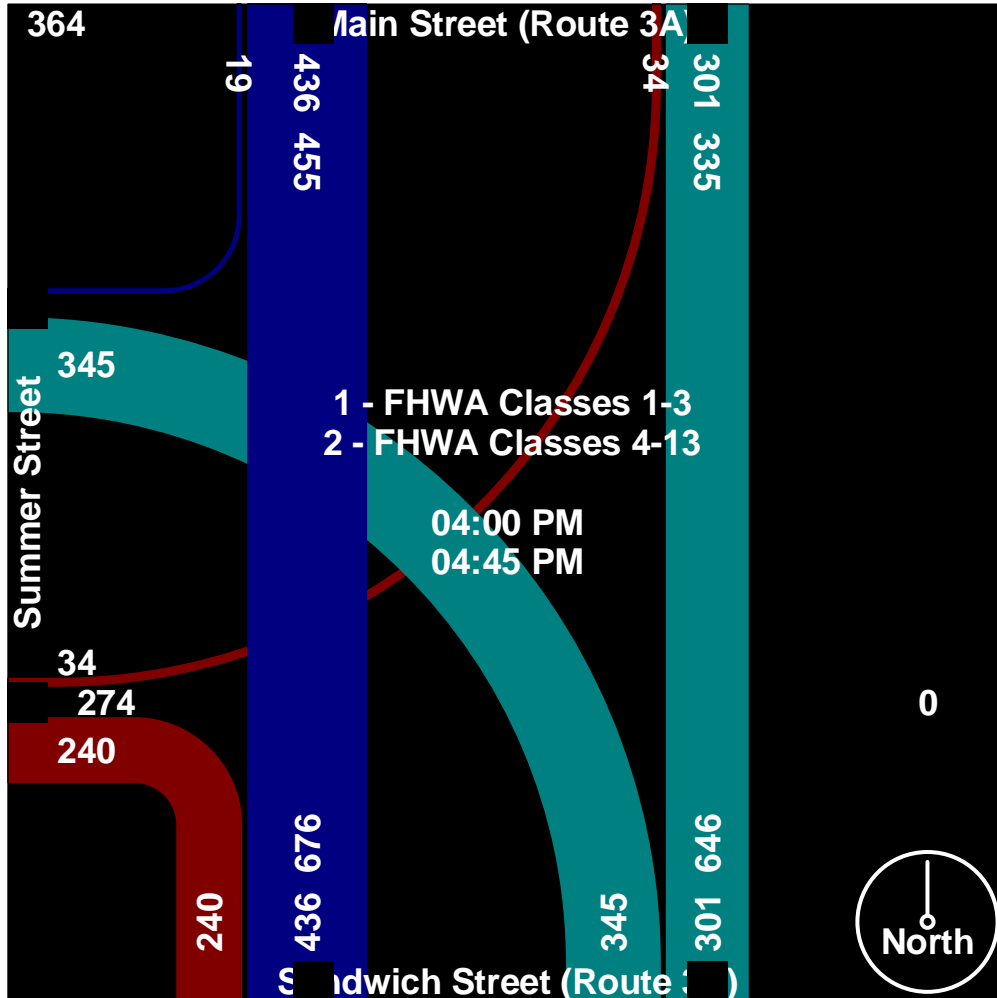 364
Main Street (Route 3A)
19
436 455
34
301 335
345
1 - FHWA Classes 1-3
2 - FHWA Classes 4-13
04:00 PM
04:45 PM
Summer Street
34
274
0
240
240
436 676
345
301 646
North
Street (Route